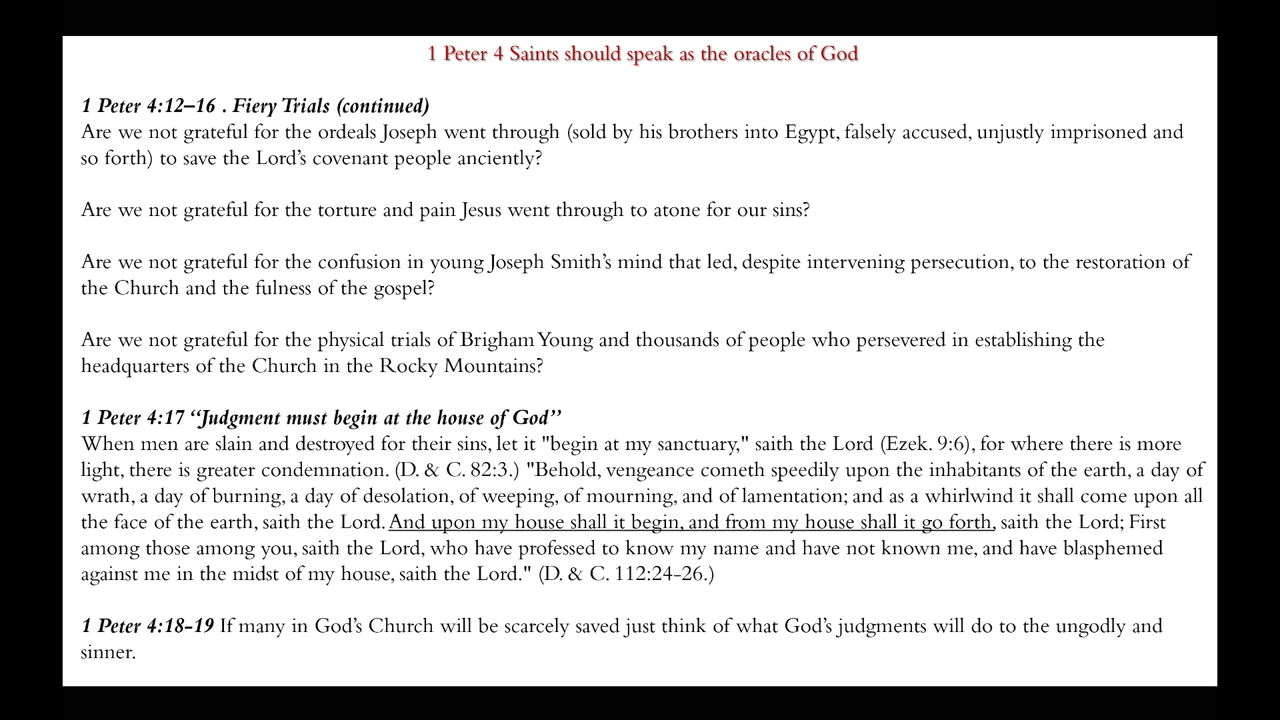 1 Peter 4 Saints should speak as the oracles of God
1 Peter 4:12–16 . Fiery Trials (continued)
Are we not grateful for the ordeals Joseph went through (sold by his brothers into Egypt, falsely accused, unjustly imprisoned and
so forth) to save the Lord’s covenant people anciently?
Are we not grateful for the torture and pain Jesus went through to atone for our sins?
Are we not grateful for the confusion in young Joseph Smith’s mind that led, despite intervening persecution, to the restoration of
the Church and the fulness of the gospel?
Are we not grateful for the physical trials of Brigham Young and thousands of people who persevered in establishing the
headquarters of the Church in the Rocky Mountains?
1 Peter 4:17 “Judgment must begin at the house of God”
When men are slain and destroyed for their sins, let it "begin at my sanctuary," saith the Lord (Ezek. 9:6), for where there is more
light, there is greater condemnation. (D. & C. 82:3.) "Behold, vengeance cometh speedily upon the inhabitants of the earth, a day of
wrath, a day of burning, a day of desolation, of weeping, of mourning, and of lamentation; and as a whirlwind it shall come upon all
the face of the earth, saith the Lord. And upon my house shall it begin, and from my house shall it go forth, saith the Lord; First
among those among you, saith the Lord, who have professed to know my name and have not known me, and have blasphemed
against me in the midst of my house, saith the Lord." (D. & C. 112:24-26.)
1 Peter 4:18-19 If many in God’s Church will be scarcely saved just think of what God’s judgments will do to the ungodly and
sinner.